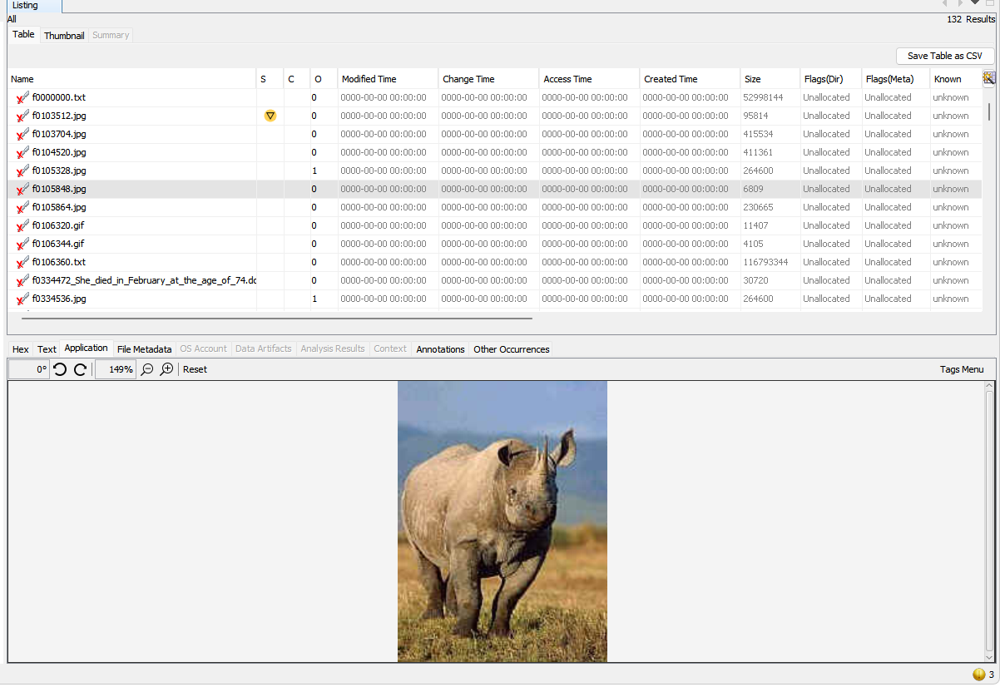 Listing
All
132 Results
Table Thumbnail Summary
Save Table as CSV
Name S C O Modified Time Change Time Access Time Created Time Size Flags(Dir) Flags(Meta) Known
f0000000.txt 0 0000-00-00 00:00:00 0000-00-00 00:00:00 0000-00-00 00:00:00 0000-00-00 00:00:00 52998144 Unallocated Unallocated unknown
f0103512.jpg 0 0000-00-00 00:00:00 0000-00-00 00:00:00 0000-00-00 00:00:00 0000-00-00 00:00:00 95814 Unallocated Unallocated unknown
f0103704.jpg 0 0000-00-00 00:00:00 0000-00-00 00:00:00 0000-00-00 00:00:00 0000-00-00 00:00:00 415534 Unallocated Unallocated unknown
f0104520.jpg 0 0000-00-00 00:00:00 0000-00-00 00:00:00 0000-00-00 00:00:00 0000-00-00 00:00:00 411361 Unallocated Unallocated unknown
f0105328.jpg 1 0000-00-00 00:00:00 0000-00-00 00:00:00 0000-00-00 00:00:00 0000-00-00 00:00:00 264600 Unallocated Unallocated unknown
f0105848.jpg 0 0000-00-00 00:00:00 0000-00-00 00:00:00 0000-00-00 00:00:00 0000-00-00 00:00:00 6809 Unallocated Unallocated unknown
f0105864.jpg 0 0000-00-00 00:00:00 0000-00-00 00:00:00 0000-00-00 00:00:00 0000-00-00 00:00:00 230665 Unallocated Unallocated unknown
f0106320.gif 0 0000-00-00 00:00:00 0000-00-00 00:00:00 0000-00-00 00:00:00 0000-00-00 00:00:00 11407 Unallocated Unallocated unknown
f0106344.gif 0 0000-00-00 00:00:00 0000-00-00 00:00:00 0000-00-00 00:00:00 0000-00-00 00:00:00 4105 Unallocated Unallocated unknown
f0106360.txt 0 0000-00-00 00:00:00 0000-00-00 00:00:00 0000-00-00 00:00:00 0000-00-00 00:00:00 116793344 Unallocated Unallocated unknown
f0334472_She_died_in_February_at_the_age_of_74.dc 0 0000-00-00 00:00:00 0000-00-00 00:00:00 0000-00-00 00:00:00 0000-00-00 00:00:00 30720 Unallocated Unallocated unknown
f0334536.jpg 1 0000-00-00 00:00:00 0000-00-00 00:00:00 0000-00-00 00:00:00 0000-00-00 00:00:00 264600 Unallocated Unallocated unknown
Hex Text Application File Metadata OS Account Data Artifacts Analysis Results Context Annotations Other Occurrences
0° 149% Reset Tags Menu
3